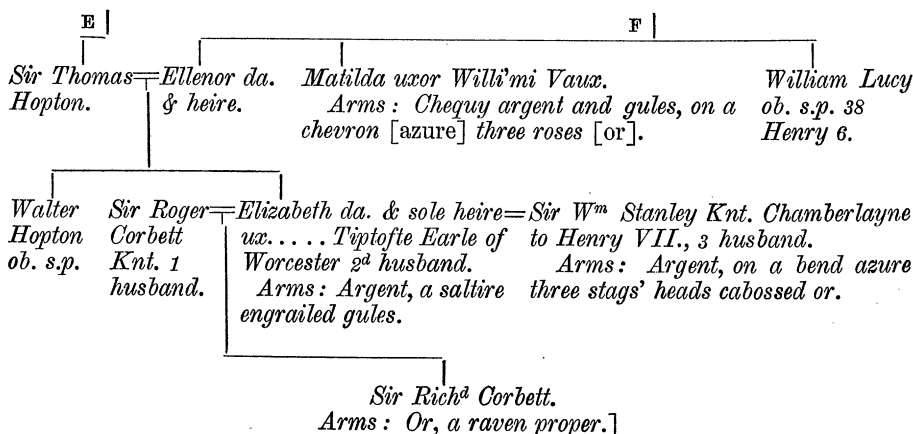 E F
Sir Thomas Ellenor da. Matilda uxor Willi'mi Vaux. William Lucy
Hopton. & heire. Arms : Chequy argent and gules, on a ob. s.p. 38
chevron [azure] three roses [or]. Henry 6.
Walter Sir Roger Elizabeth da. & sole heire=Sir Wᵐ Stanley Knt. Chamberlayne
Hopton Corbett ux..... Tiptofte Earle of to Henry VII., 3 husband.
ob. s.p. Knt. 1 Worcester 2ᵈ husband. Arms : Argent, on a bend azure
husband. Arms : Argent, a saltire three stags' heads cabossed or.
engrailed gules.
Sir Richᵈ Corbett.
Arms : Or, a raven proper.]